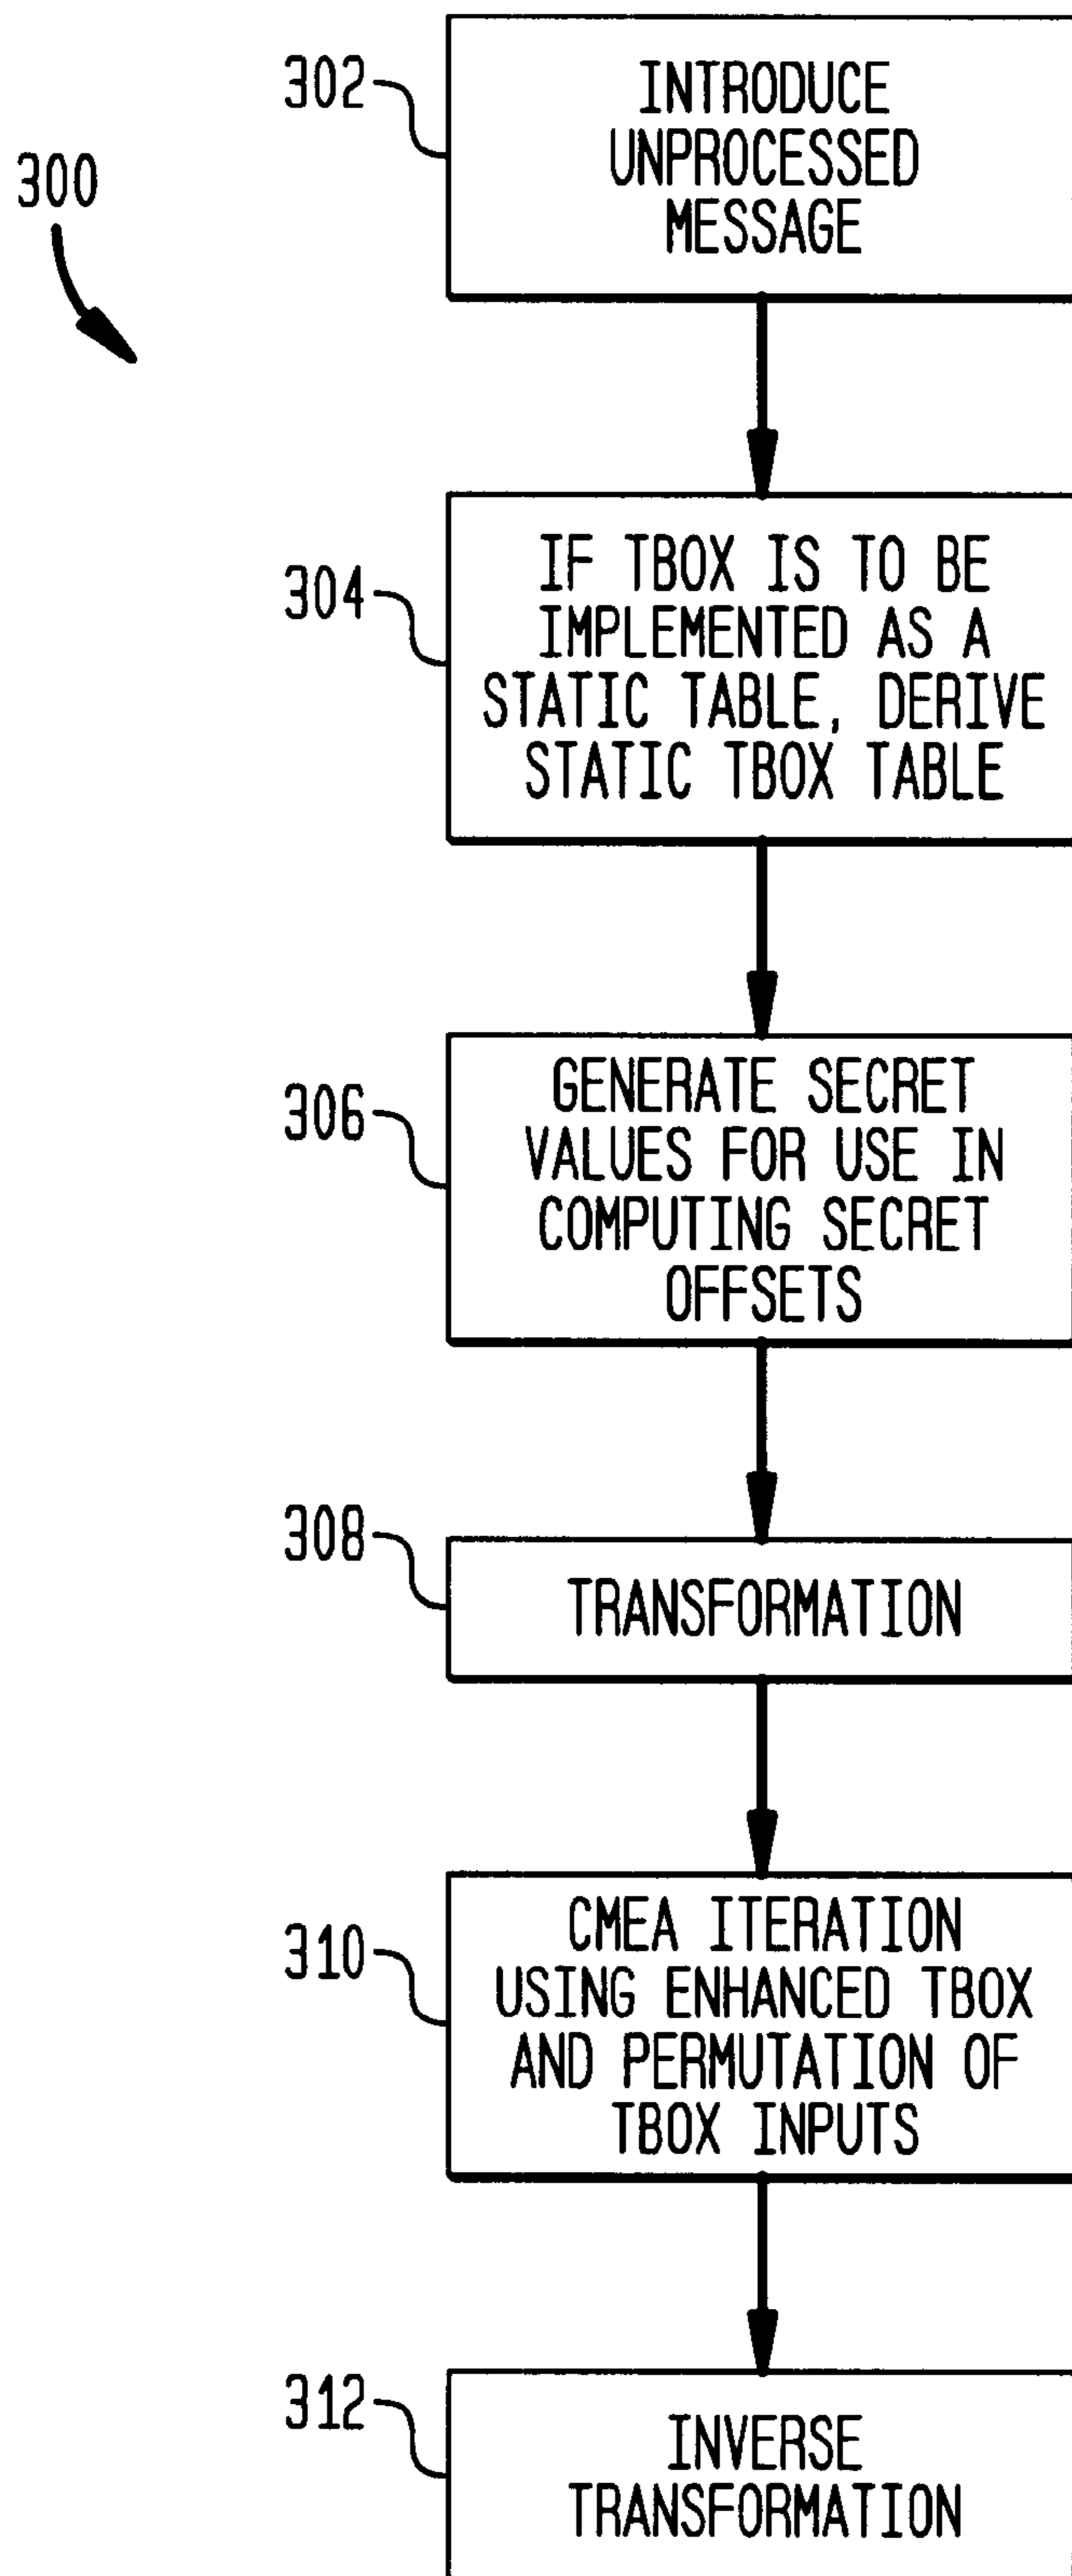 300
302
INTRODUCE
UNPROCESSED
MESSAGE
304
IF TBOX IS TO BE
IMPLEMENTED AS A
STATIC TABLE, DERIVE
STATIC TBOX TABLE
306
GENERATE SECRET
VALUES FOR USE IN
COMPUTING SECRET
OFFSETS
308
TRANSFORMATION
310
CMEA ITERATION
USING ENHANCED TBOX
AND PERMUTATION OF
TBOX INPUTS
312
INVERSE
TRANSFORMATION